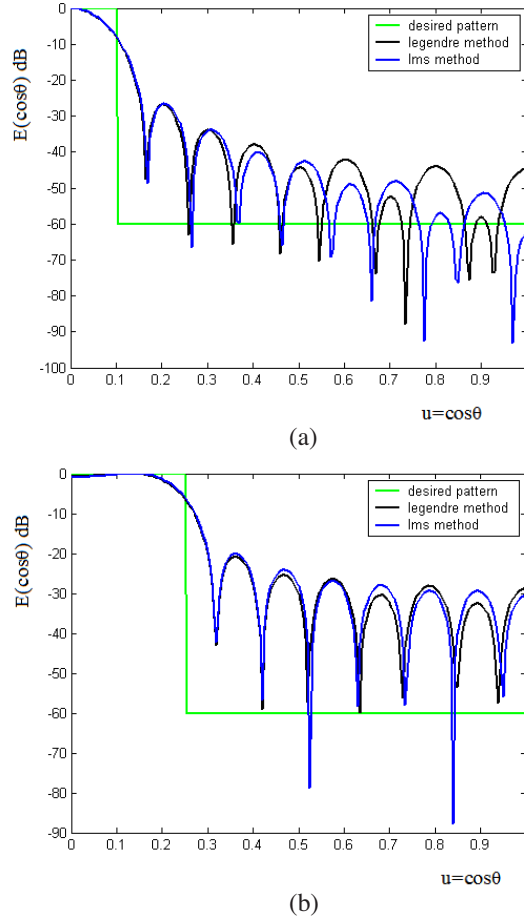 0
-10
-20
-30
-40
-50
-60
-70
-80
-90
-100
E(cosθ) dB
desired pattern
legendre method
lms method
0 0.1 0.2 0.3 0.4 0.5 0.6 0.7 0.8 0.9
u=cosθ
(a)
0
-10
-20
-30
-40
-50
-60
-70
-80
-90
E(cosθ) dB
desired pattern
legendre method
lms method
0 0.1 0.2 0.3 0.4 0.5 0.6 0.7 0.8 0.9
u=cosθ
(b)